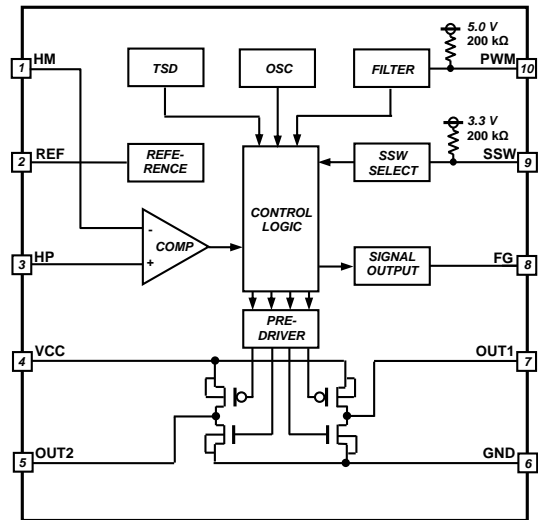 5.0 V
200 kΩ
HM
PWM
1
10
TSD
OSC
FILTER
3.3 V
200 kΩ
REF
SSW
2
9
REFE-
RENCE
SSW
SELECT
CONTROL
LOGIC
-
COMP
+
HP
FG
3
8
SIGNAL
OUTPUT
PRE-
DRIVER
VCC
OUT1
4
7
OUT2
GND
5
6